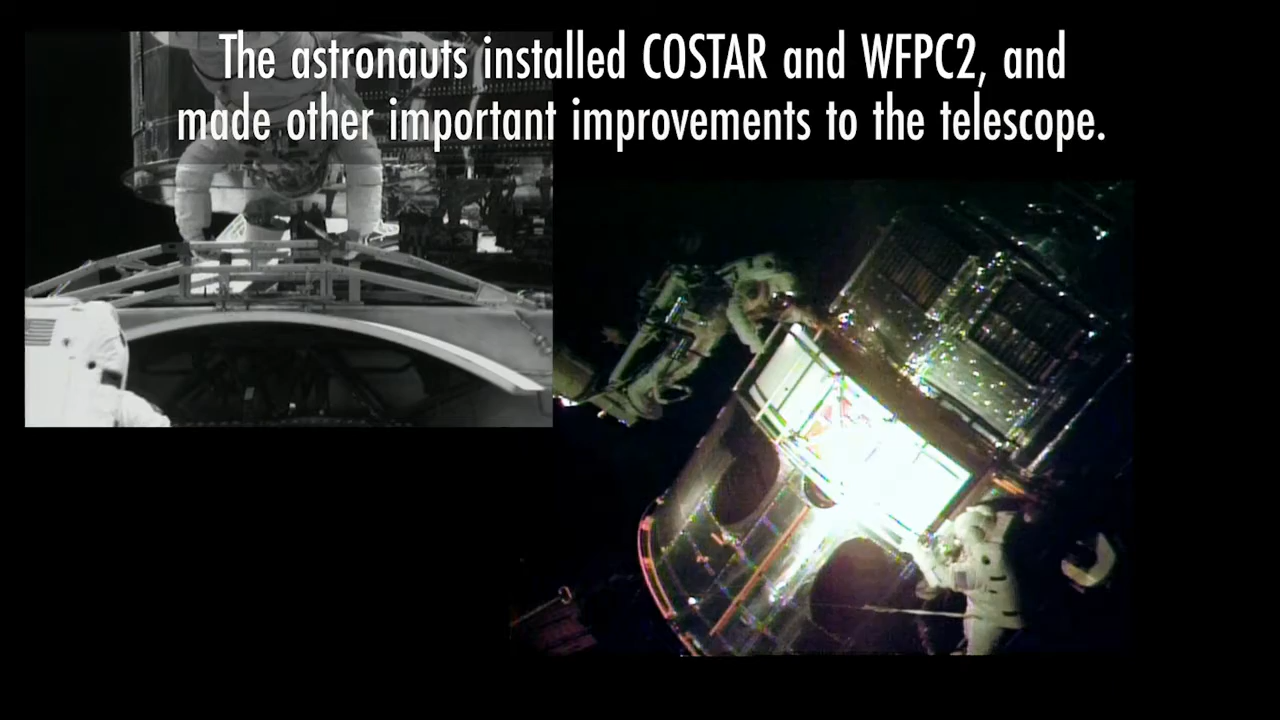 The astronauts installed COSTAR and WFPC2, and
made other important improvements to the telescope.